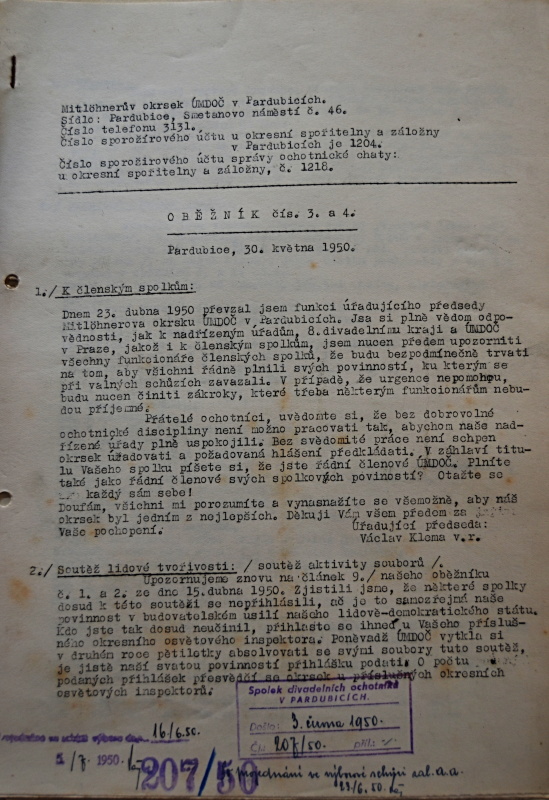 Mitlöhnerův okrsek ÚMDOČ v Pardubicích.
Sídlo: Pardubice, Smetanovo náměstí č. 46.
Číslo telefonu 3131.
Číslo sporožirového účtu u okresní spořitelny a záložny
v Pardubicích je 1204.
Číslo sporožirového účtu správy ochotnické chaty:
u okresní spořitelny a záložny, č. 1218.
OBĚŽNÍK čís. 3. a 4.
Pardubice, 30. května 1950.
1./ K členským spolkům:
Dnem 23. dubna 1950 převzal jsem funkci úřadujícího předsedy
Mitlöhnerova okrsku ÚMDOČ v Pardubicích. Jsa si plně vědom odpo-
vědnosti, jak k nadřízeným úřadům, 8.divadelnímu kraji a ÚMDOČ
v Praze, jakož i k členským spolkům, jsem nucen předem upozorniti
všechny funkcionáře členských spolků, že budu bezpodmínečně trvati
na tom, aby všichni řádně plnili svých povinností, ku kterým se
při valných schůzích zavazali. V případě, že urgence nepomohou,
budu nucen činiti zákroky, které třeba některým funkcionářům nebu-
dou příjemné.
Přátelé ochotníci, uvědomte si, že bez dobrovolné
ochotnické discipliny není možno pracovati tak, abychom naše nad-
řízené úřady plně uspokojili. Bez svědomité práce není schpen
okrsek úřadovati a požadovaná hlášení předkládati. V záhlaví titu-
lu Vašeho spolku píšete si, že jste řádní členové ÚMDOČ. Plníte
také jako řádní členové svých spolkových poviností? Otažte se
každý sám sebe!
Doufám, všichni mi porozumíte a vynasnažíte se všemožně, aby náš
okrsek byl jedním z nejlepších. Děkuji Vám všem předem za
Vaše pochopení. Úřadující předseda:
Václav Klema v.r.
2./ Soutěž lidové tvořivosti: / soutěž aktivity souborů /.
Upozornujeme znovu na článek 9./ našeho oběžníku
č. 1. a 2. ze dne 15.dubna 1950. Zjistili jsme, že některé spolky
dosud k této soutěži se nepřihlásili, ač je to samozřejmá naše
povinnost v budovatelském usilí našeho lidově-demokratického státu.
Kdo jste tak dosud neučinil, přihlaste se ihned u Vašeho přísluš-
ného okresního osvětového inspektora. Poněvadž ÚMDOČ vytkla si
v druhém roce pětiletky absolvovati se svými soubory tuto soutěž,
je jistě naší svatou povinností přihlášku podati. O počtu
podaných přihlášek přesvědčí se okrsek u příslušných okresních
osvětových inspektorů.
Spolek divadelních ochotníků
V PARDUBICÍCH.
Došlo: 3. června 1950.
Čís. 207/50. příl.
16/6.50.
1950
207/50
projednání ve výborové schůzi